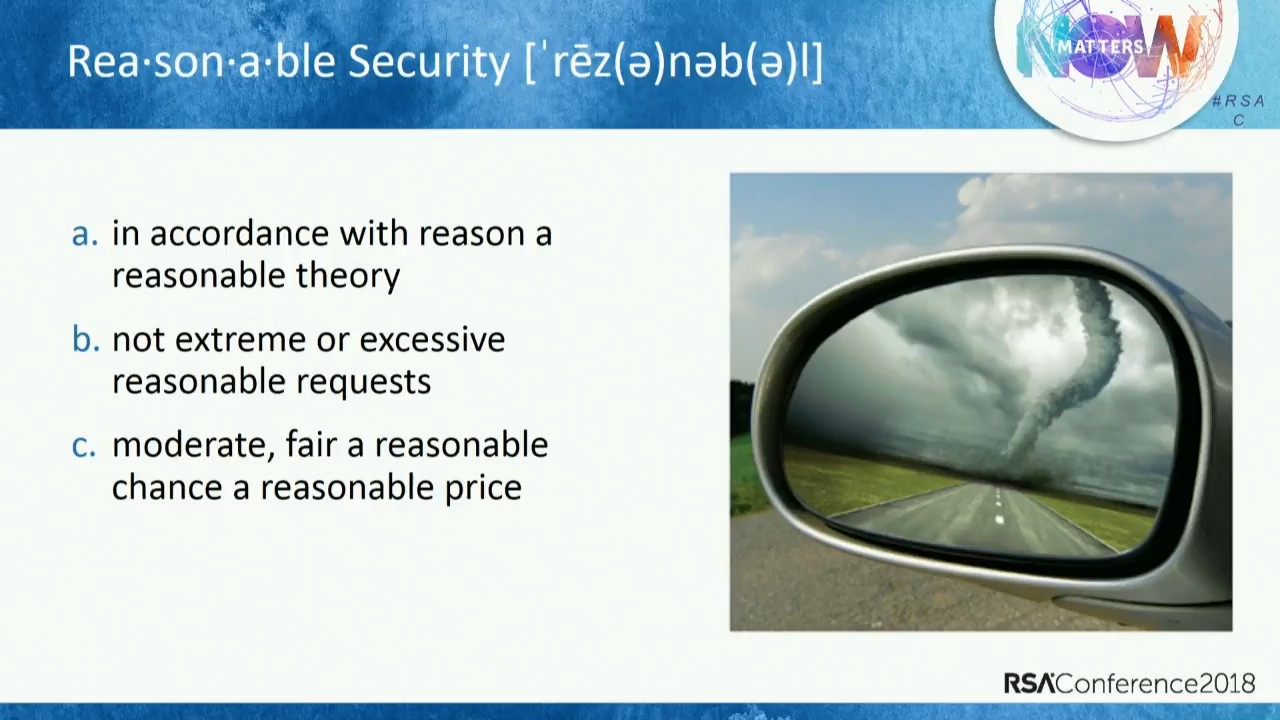 Rea·son·a·ble Security [ˈrēz(ə)nəb(ə)l]
NOW
MATTERS
#RSA
C
a. in accordance with reason a
reasonable theory
b. not extreme or excessive
reasonable requests
c. moderate, fair a reasonable
chance a reasonable price
RSAConference2018